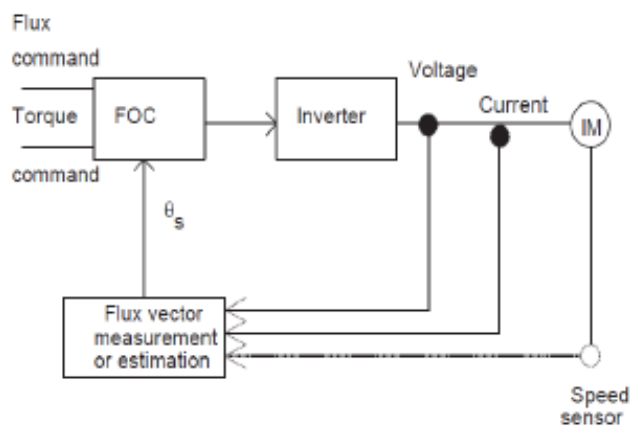 Flux
command
Torque
command
FOC
Inverter
Voltage
Current
IM
θs
Flux vector
measurement
or estimation
Speed
sensor